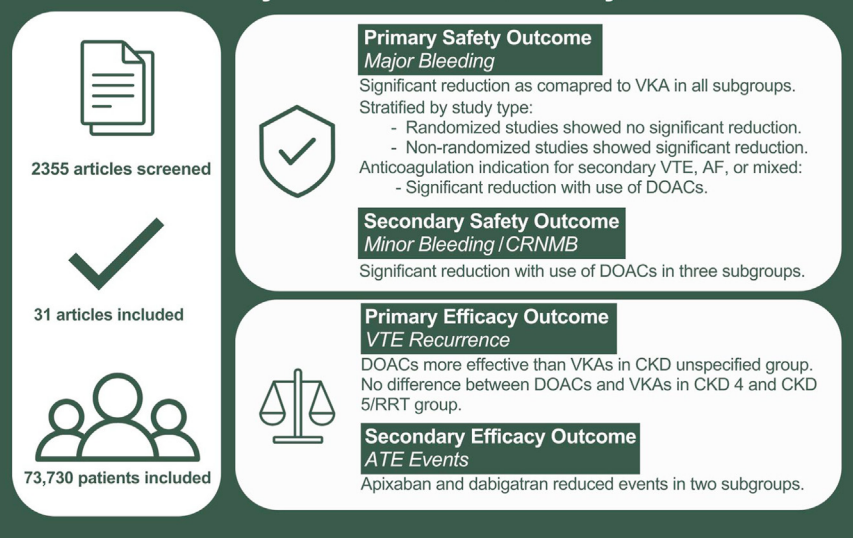 2355 articles screened
31 articles included
73,730 patients included
Primary Safety Outcome
Major Bleeding
Significant reduction as comapred to VKA in all subgroups.
Stratified by study type:
- Randomized studies showed no significant reduction.
- Non-randomized studies showed significant reduction.
Anticoagulation indication for secondary VTE, AF, or mixed:
- Significant reduction with use of DOACs.
Secondary Safety Outcome
Minor Bleeding/CRNMB
Significant reduction with use of DOACs in three subgroups.
Primary Efficacy Outcome
VTE Recurrence
DOACs more effective than VKAs in CKD unspecified group.
No difference between DOACs and VKAs in CKD 4 and CKD
5/RRT group.
Secondary Efficacy Outcome
ATE Events
Apixaban and dabigatran reduced events in two subgroups.